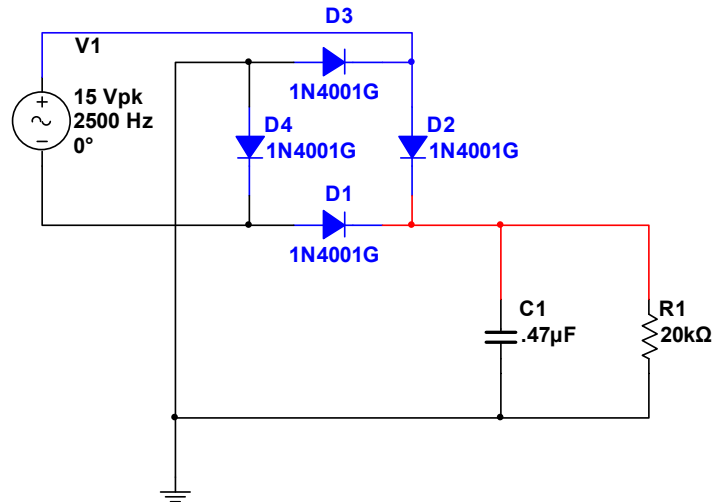 D3
V1
15 Vpk
2500 Hz
0°
1N4001G
D4
1N4001G
D2
1N4001G
D1
1N4001G
C1
.47µF
R1
20kΩ
+
−